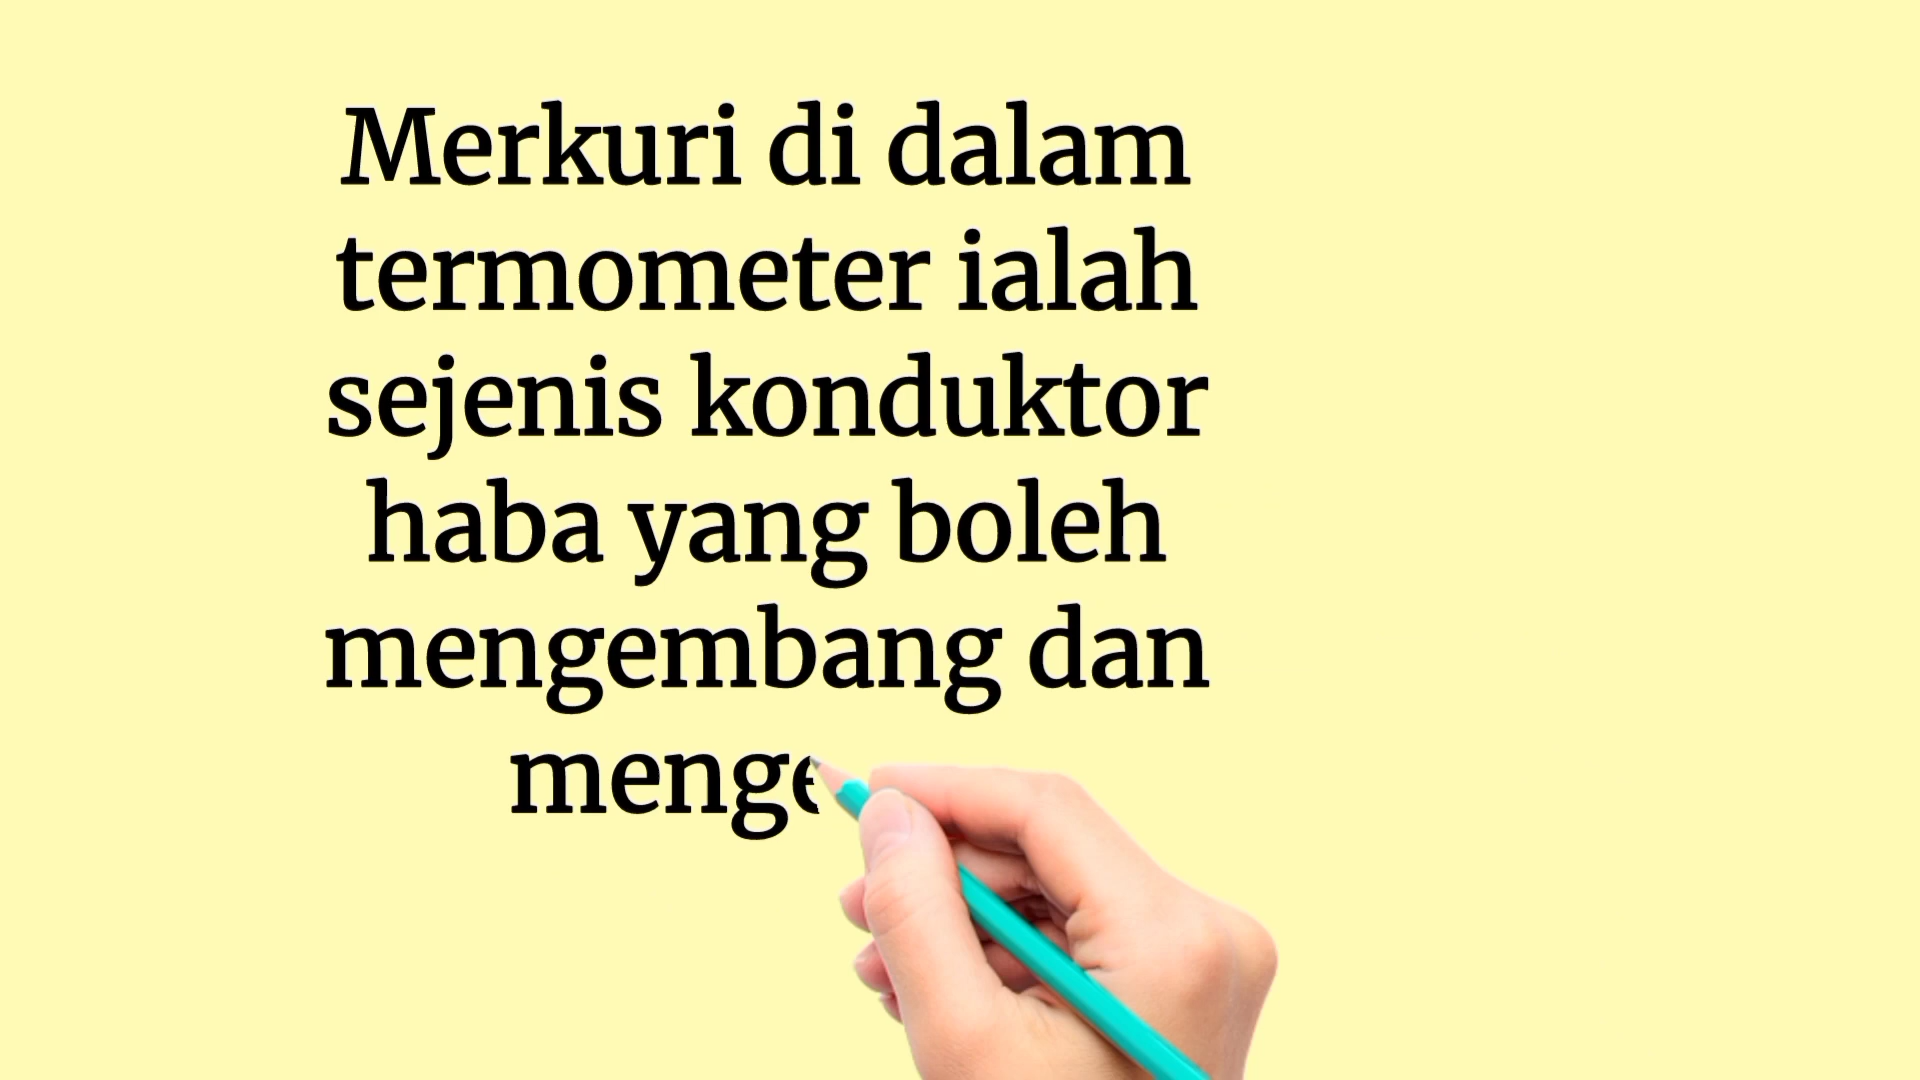 Merkuri di dalam
termometer ialah
sejenis konduktor
haba yang boleh
mengembang dan
menge